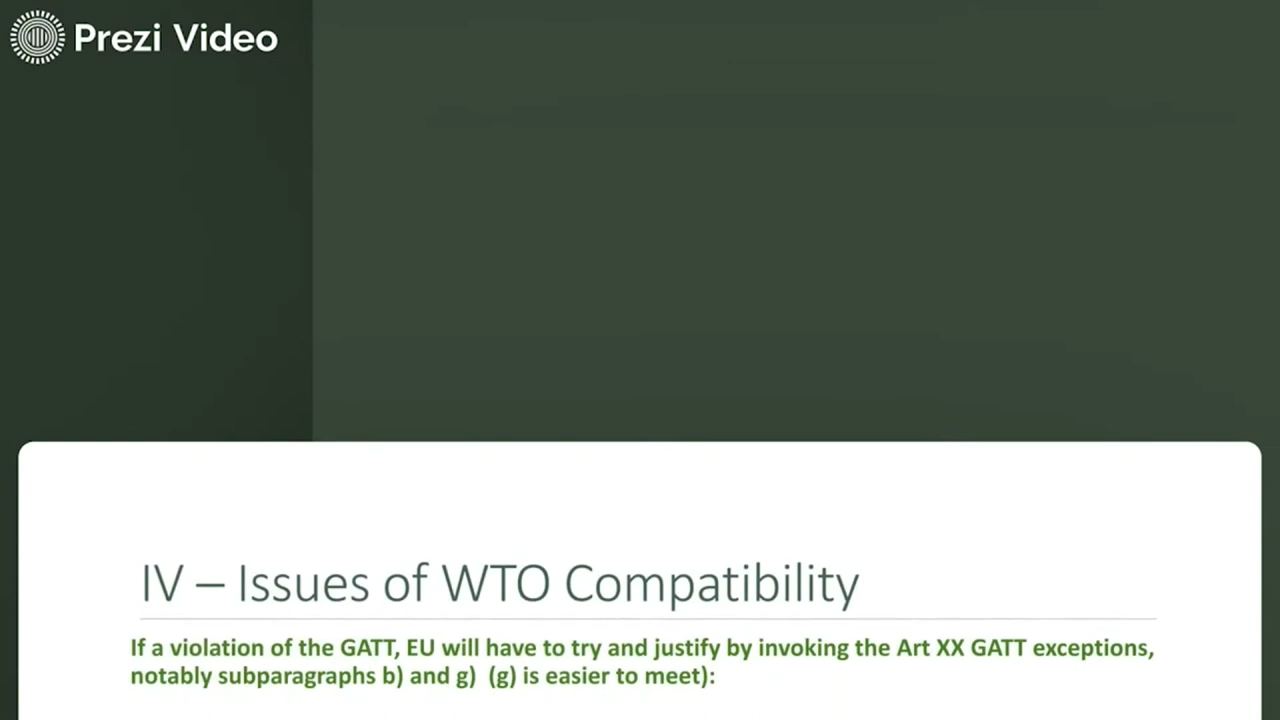 Prezi Video
IV – Issues of WTO Compatibility
If a violation of the GATT, EU will have to try and justify by invoking the Art XX GATT exceptions,
notably subparagraphs b) and g)  (g) is easier to meet):